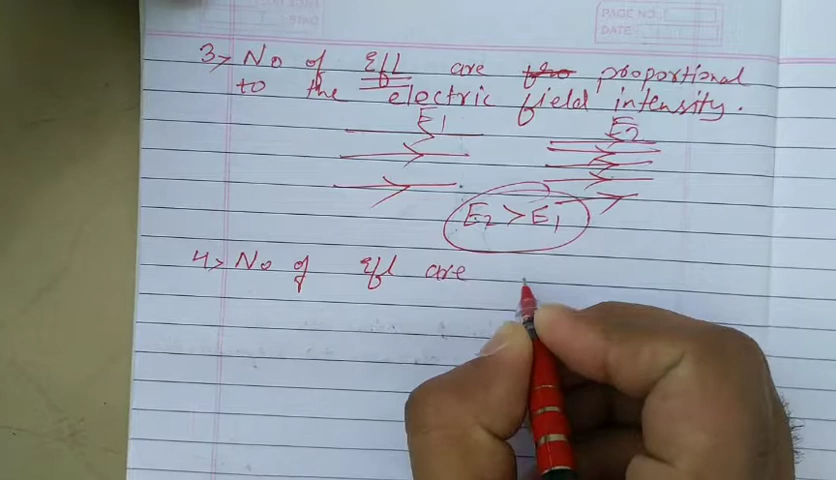 PAGE NO.
DATE
3> No of Efl are proportional
to the electric field intensity.
E1 E2
E2 > E1
4> No of Efl are